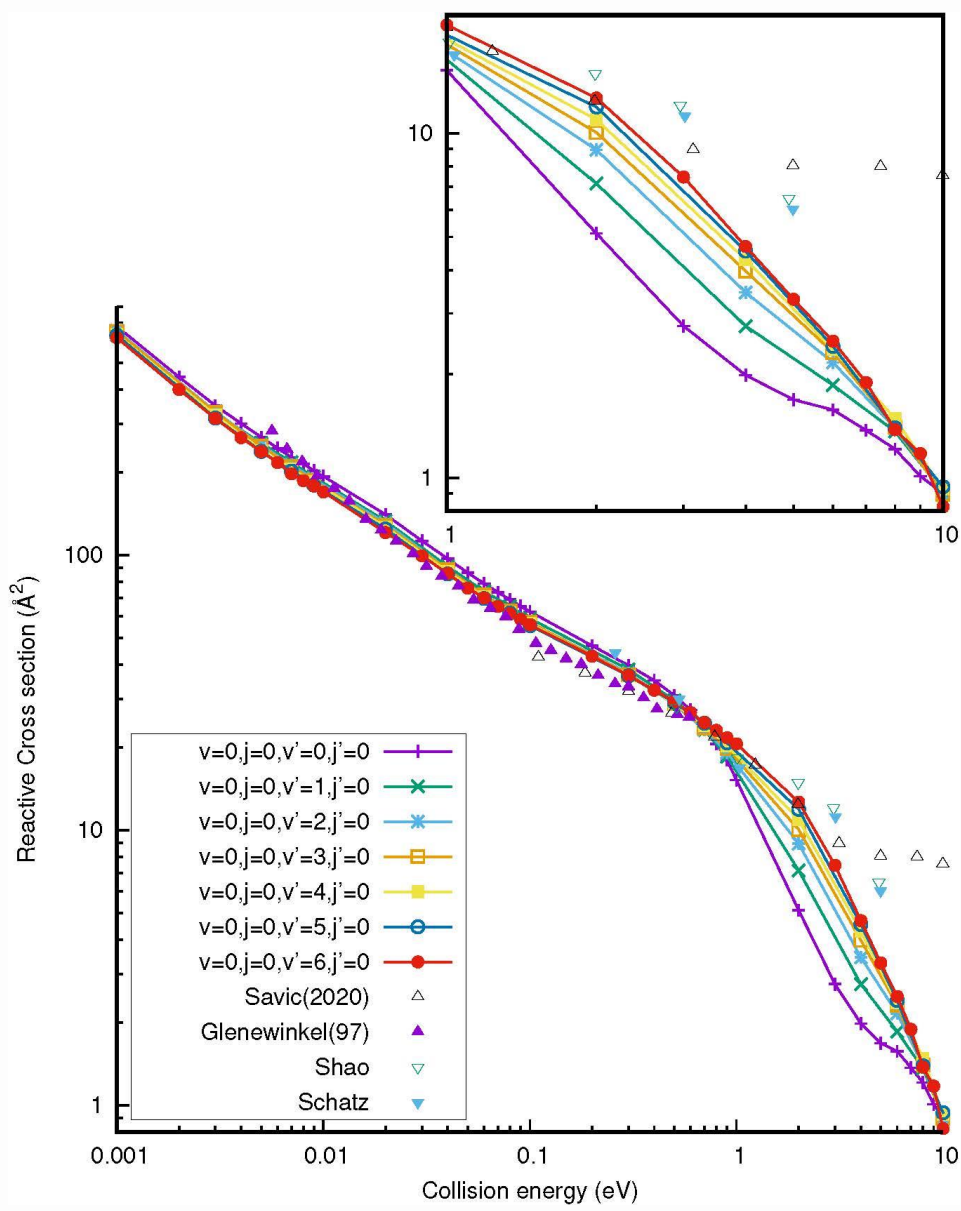 10
1
1
10
100
10
1
Reactive Cross section (Å²)
v=0,j=0,v'=0,j'=0
v=0,j=0,v'=1,j'=0
v=0,j=0,v'=2,j'=0
v=0,j=0,v'=3,j'=0
v=0,j=0,v'=4,j'=0
v=0,j=0,v'=5,j'=0
v=0,j=0,v'=6,j'=0
Savic(2020)
Glenewinkel(97)
Shao
Schatz
0.001
0.01
0.1
1
10
Collision energy (eV)